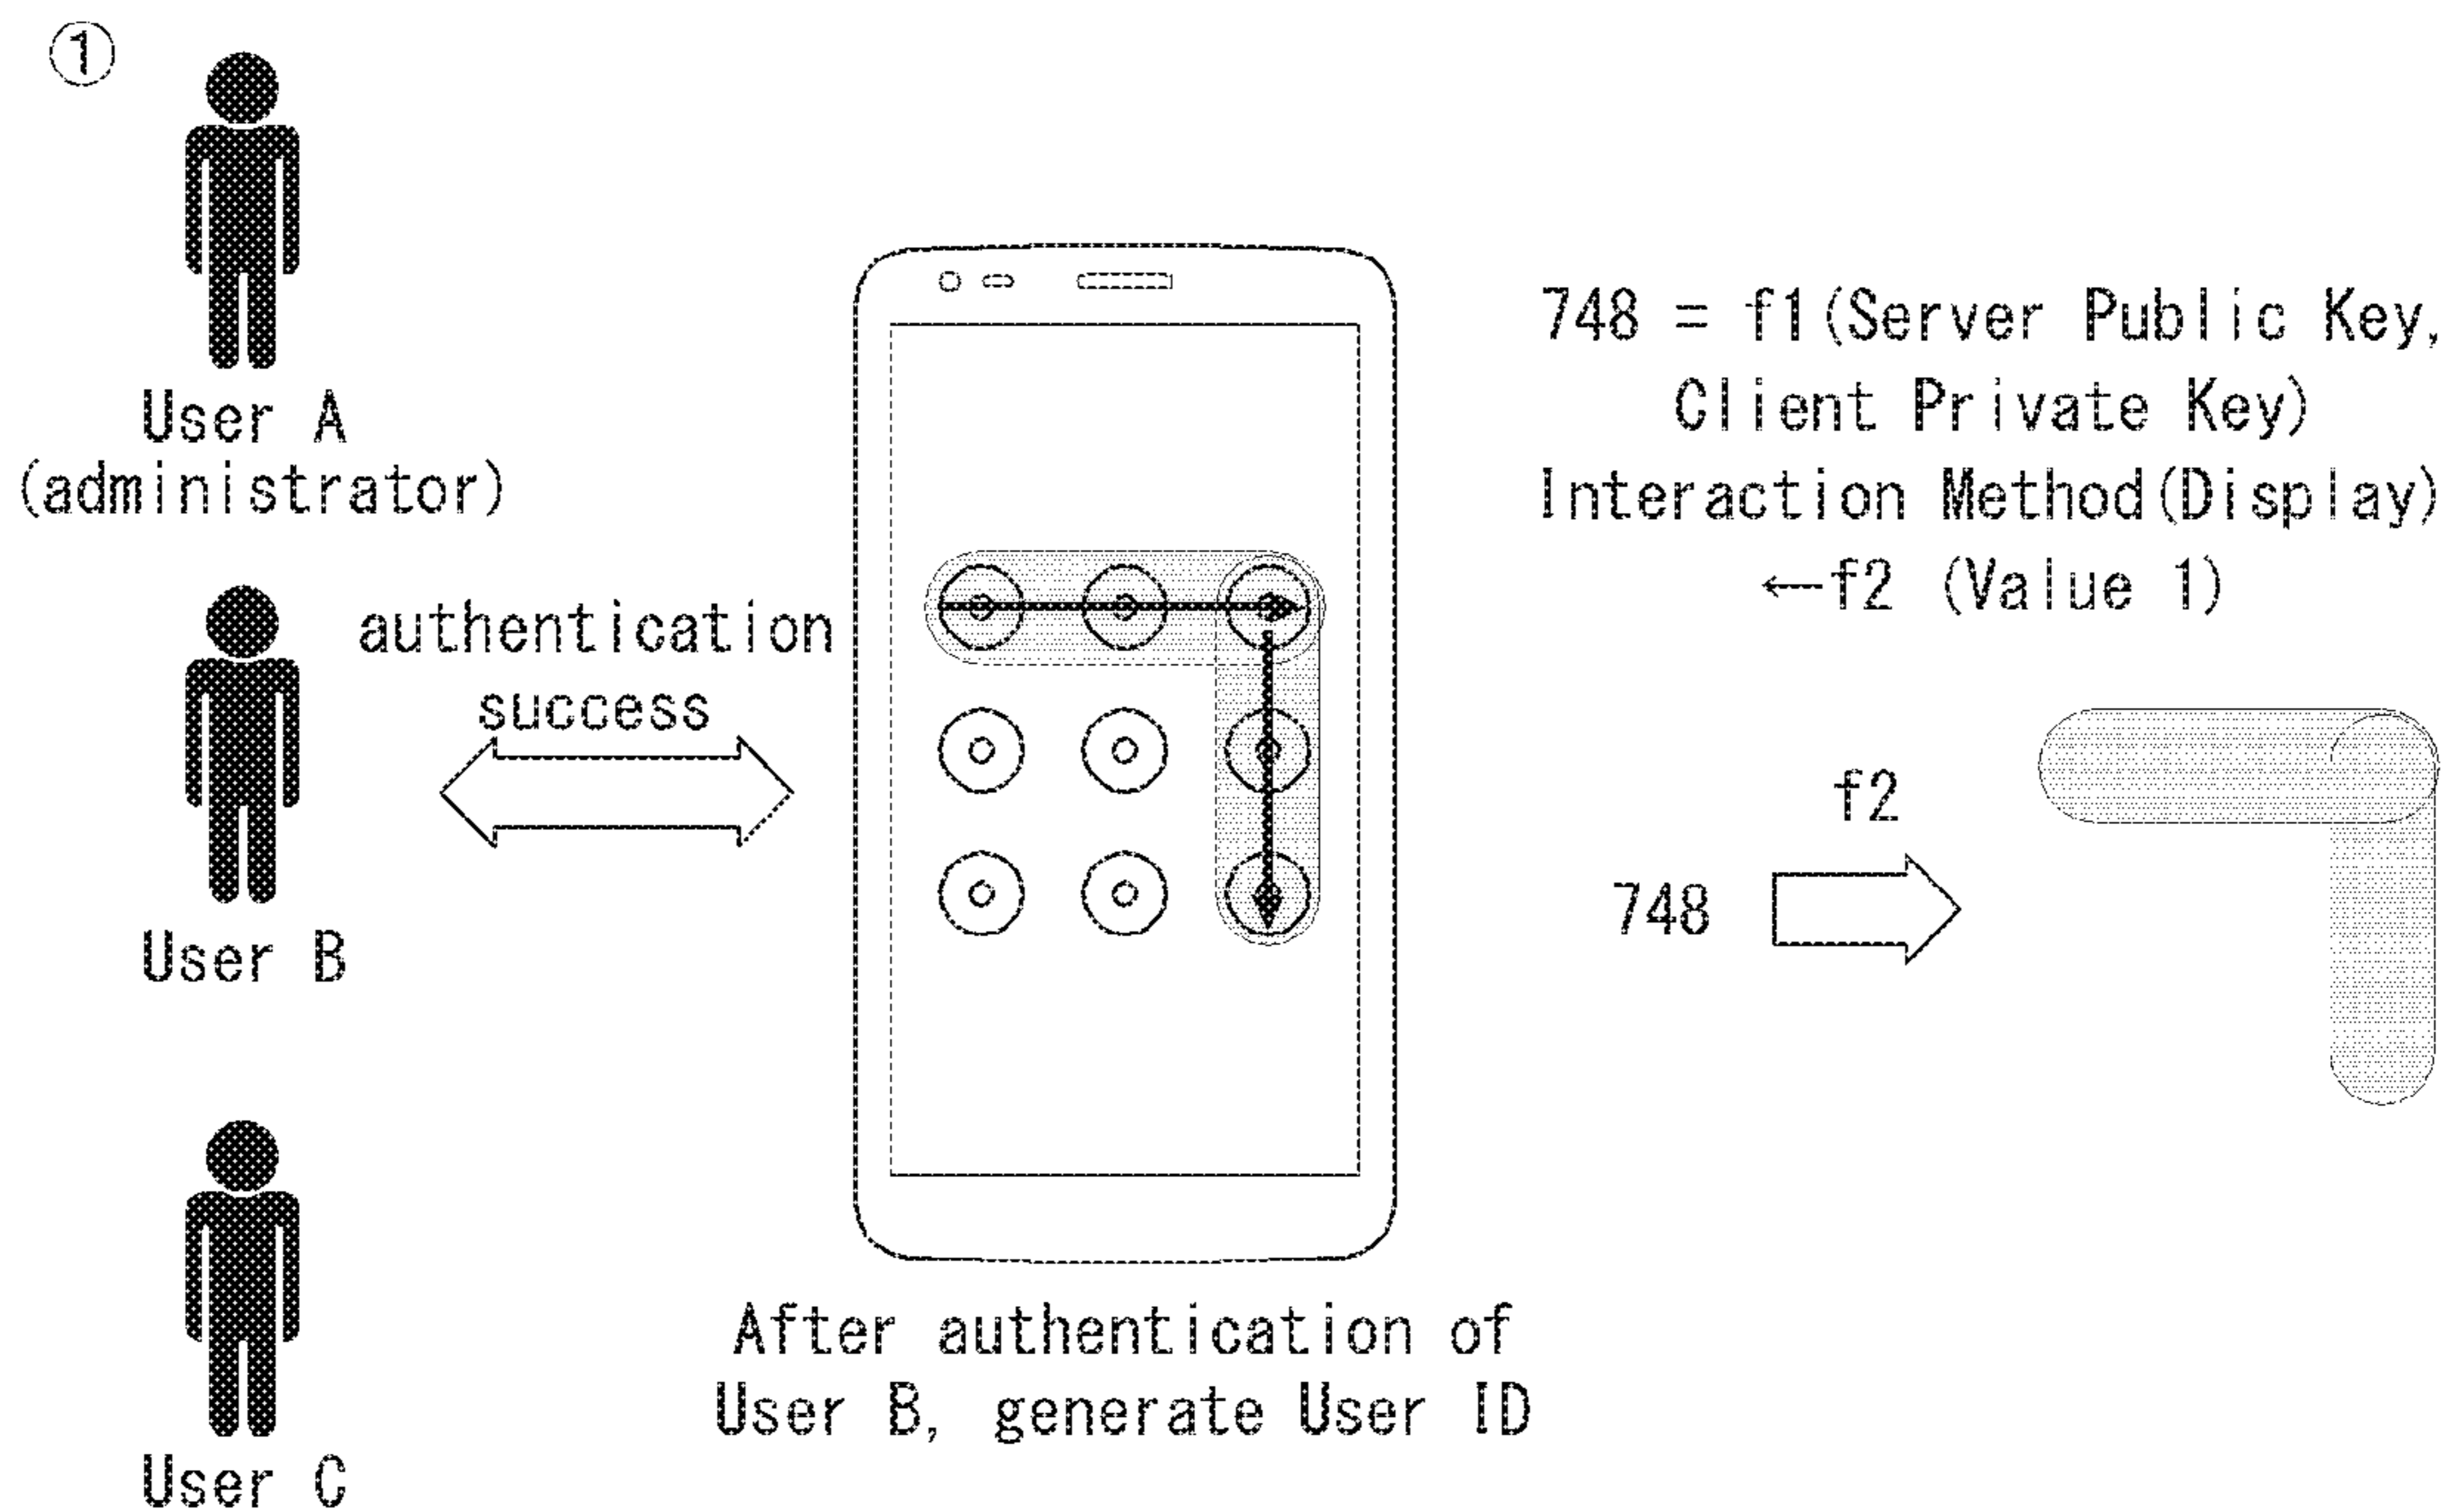 ①
User A
(administrator)
authentication
success
User B
User C
After authentication of
User B, generate User ID
748 = f1(Server Public Key,
Client Private Key)
Interaction Method(Display)
←f2 (Value 1)
f2
748